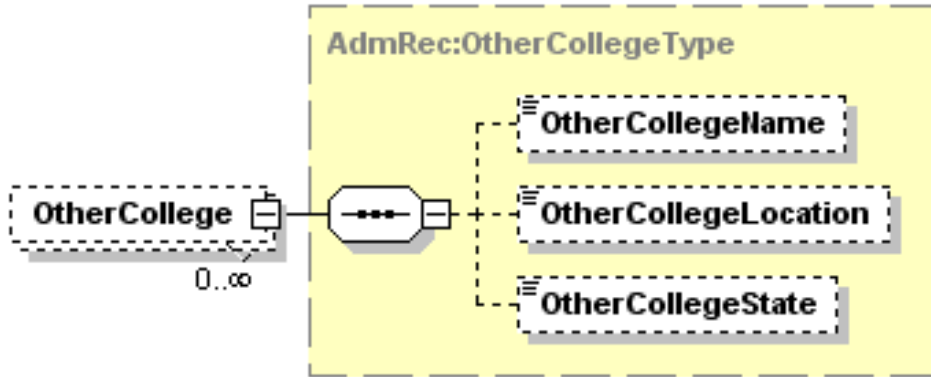 AdmRec:OtherCollegeType
OtherCollegeName
OtherCollege
OtherCollegeLocation
0..∞
OtherCollegeState